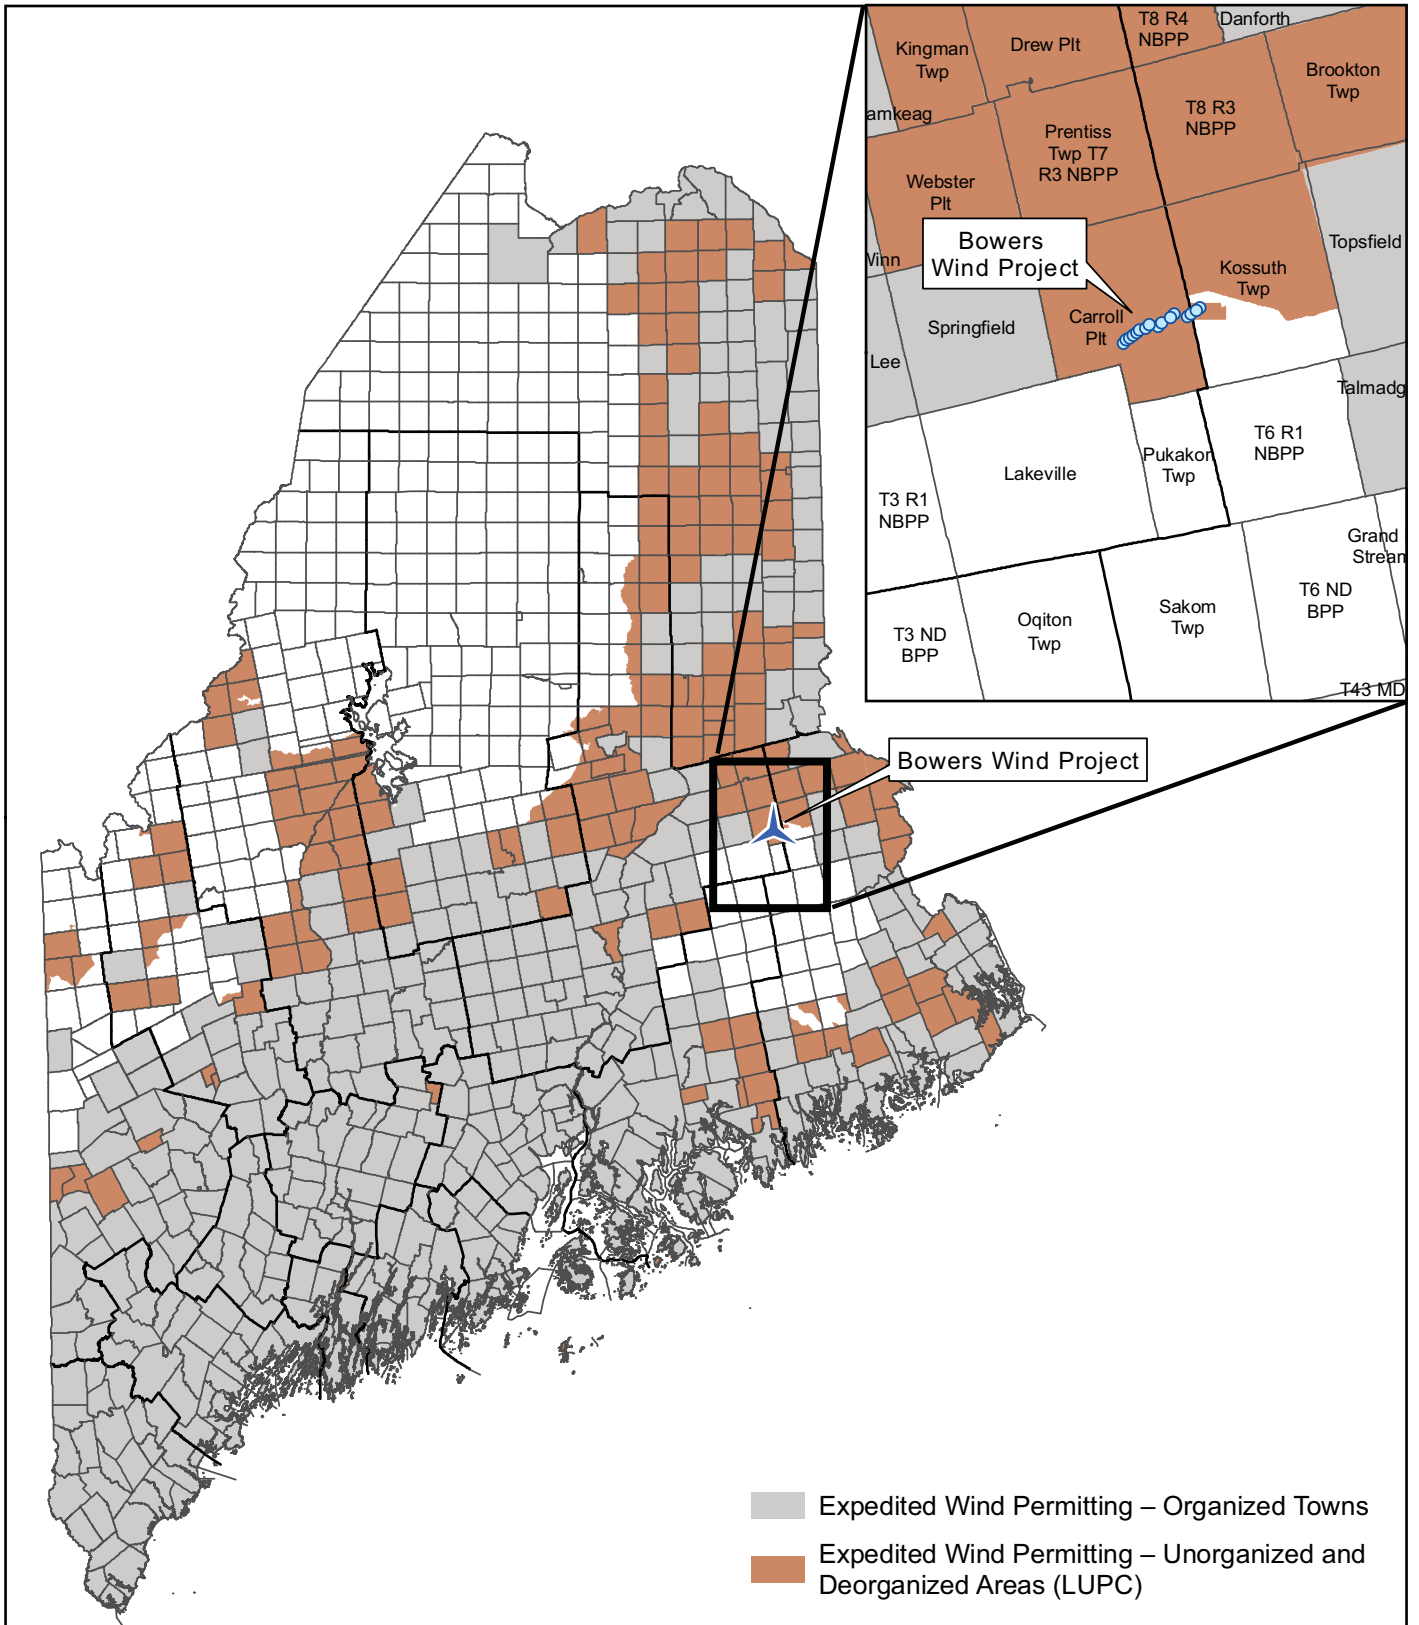 T8 R4
NBPP
Danforth
Kingman
Twp
Drew Plt
Brookton
Twp
amkeag
T8 R3
NBPP
Prentiss
Twp T7
R3 NBPP
Webster
Plt
Bowers
Wind Project
Topsfield
Winn
Kossuth
Twp
Springfield
Carroll
Plt
Lee
Talmadg
Lakeville
Pukakon
Twp
T6 R1
NBPP
T3 R1
NBPP
Grand
Stream
T3 ND
BPP
Oqiton
Twp
Sakom
Twp
T6 ND
BPP
T43 MD
Bowers Wind Project
Expedited Wind Permitting – Organized Towns
Expedited Wind Permitting – Unorganized and
Deorganized Areas (LUPC)